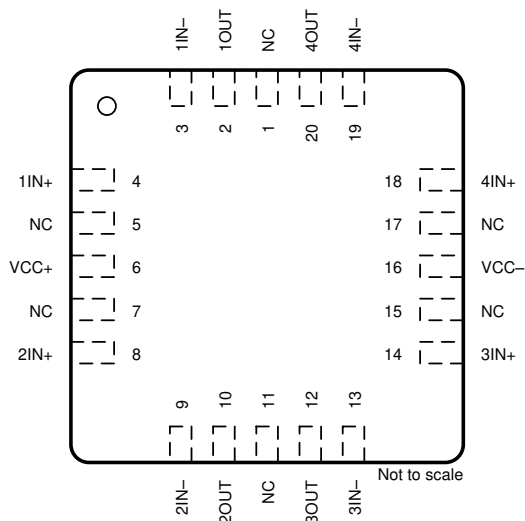 1IN–
1OUT
NC
4OUT
4IN–
3
2
1
20
19
1IN+ 4
18 4IN+
NC 5
17 NC
VCC+ 6
16 VCC–
NC 7
15 NC
2IN+ 8
14 3IN+
9
10
11
12
13
Not to scale
2IN–
2OUT
NC
3OUT
3IN–